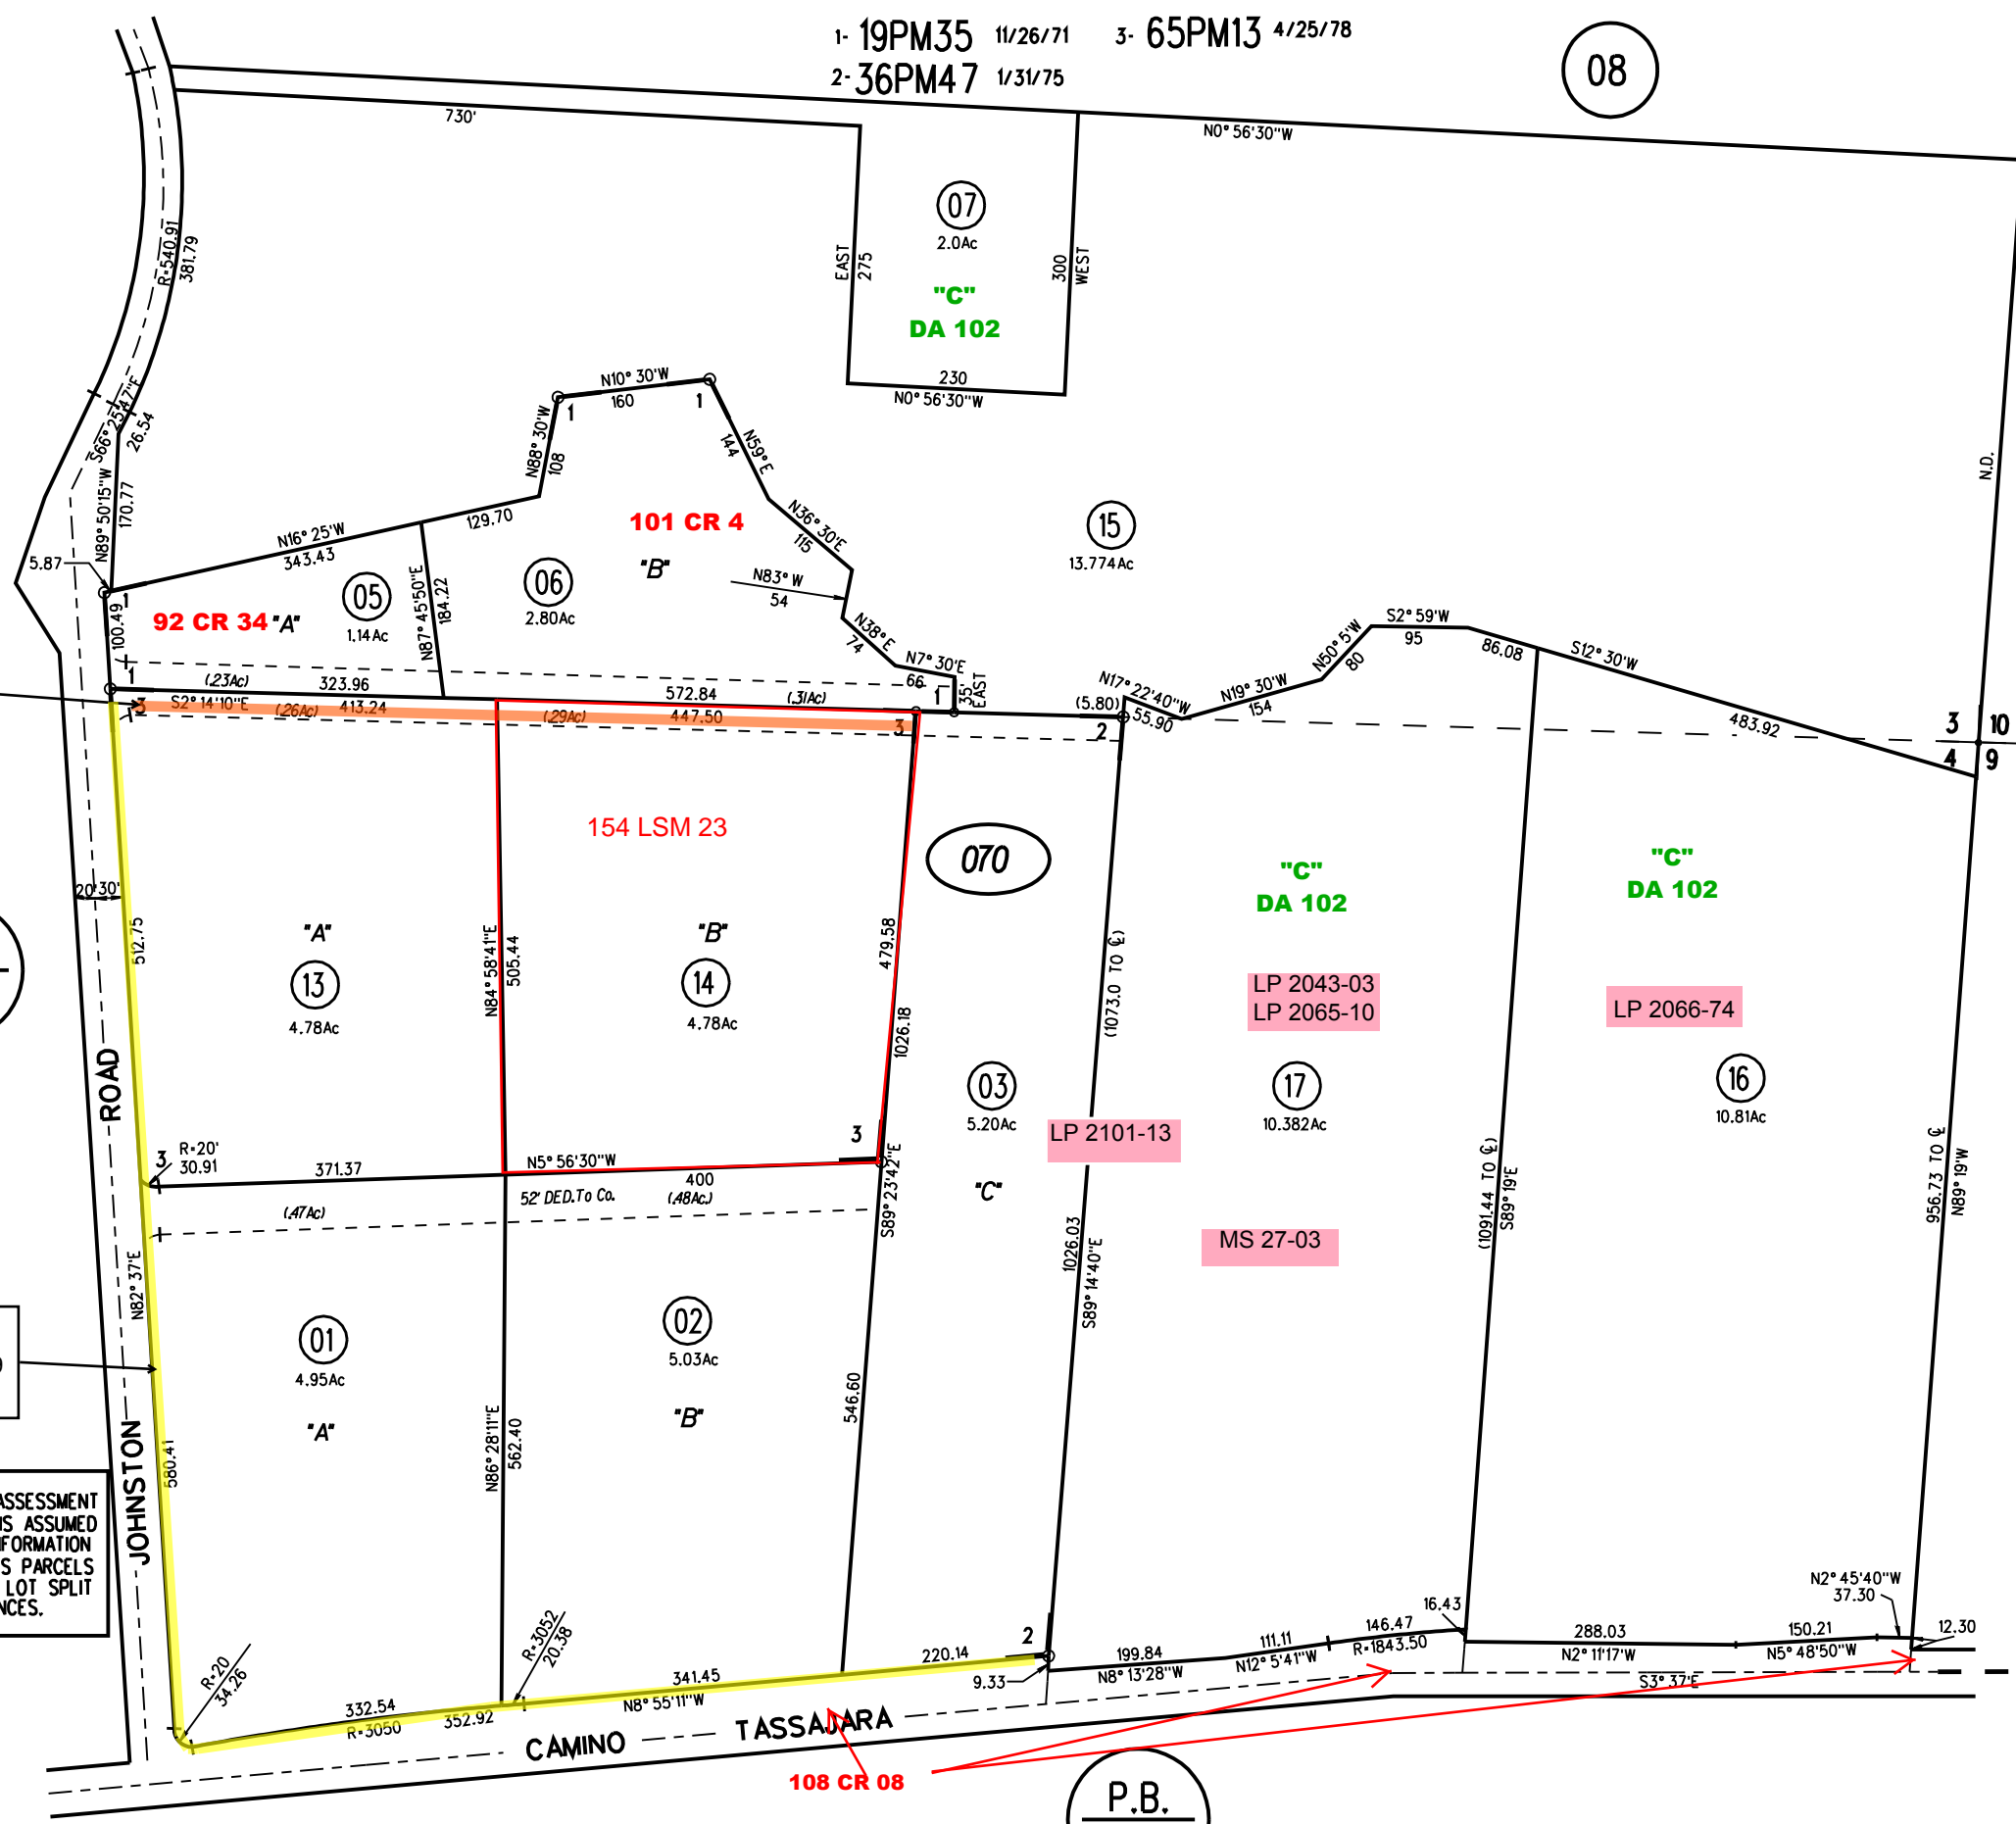 1- 19PM35 11/26/71 3- 65PM13 4/25/78
2- 36PM47 1/31/75
08
730'
N0° 56'30"W
07
2.0Ac
EAST
275
300
WEST
"C"
DA 102
230
N0° 56'30"W
R=540.91
381.79
S66° 25'47"E
26.54
N89° 50'15"W
170.77
5.87
N10° 30'W
160
1
1
N88° 30'W
108
144
N59° E
N16° 25'W
343.43
129.70
101 CR 4
"B"
N36° 30'E
115
15
13.774Ac
N.D.
N83° W
54
N38° E
74
N7° 30'E
66
1
35'
EAST
1
100.49
92 CR 34 "A"
05
1.14Ac
N87° 45'50"E
184.22
06
2.80Ac
1
(.23Ac)
323.96
572.84
(.31Ac)
3
S2° 14'10"E
(.26Ac)
413.24
(.29Ac)
447.50
3
(5.80)
2
N17° 22'40"W
55.90
N19° 30'W
154
N50° 5'W
80
S2° 59'W
95
86.08
S12° 30'W
483.92
3
10
4
9
154 LSM 23
070
20'
30'
512.75
"A"
13
4.78Ac
N84° 58'41"E
505.44
"B"
14
4.78Ac
479.58
1026.18
(1073.0 TO ℄)
"C"
DA 102
"C"
DA 102
LP 2043-03
LP 2065-10
LP 2066-74
03
5.20Ac
17
10.382Ac
16
10.81Ac
LP 2101-13
"C"
MS 27-03
ROAD
3
R=20'
30.91
371.37
N5° 56'30"W
400
3
52' DED.To Co.
(.47Ac)
(.48Ac.)
S89° 23'42"E
1026.03
S89° 14'40"E
(1091.44 TO ℄)
S89° 19'E
956.73 TO ℄
N89° 19'W
N82° 37'E
01
4.95Ac
"A"
02
5.03Ac
"B"
N86° 28'11"E
562.40
546.60
580.41
JOHNSTON
ASSESSMENT
IS ASSUMED
FORMATION
S PARCELS
LOT SPLIT
NCES.
R=20
34.26
R=3052
20.38
332.54
R=3050
352.92
341.45
N8° 55'11"W
220.14
2
9.33
199.84
N8° 13'28"W
111.11
N12° 5'41"W
146.47
R=1843.50
16.43
288.03
N2° 11'17"W
150.21
N5° 48'50"W
N2° 45'40"W
37.30
12.30
S3° 37'E
CAMINO TASSAJARA
108 CR 08
P.B.